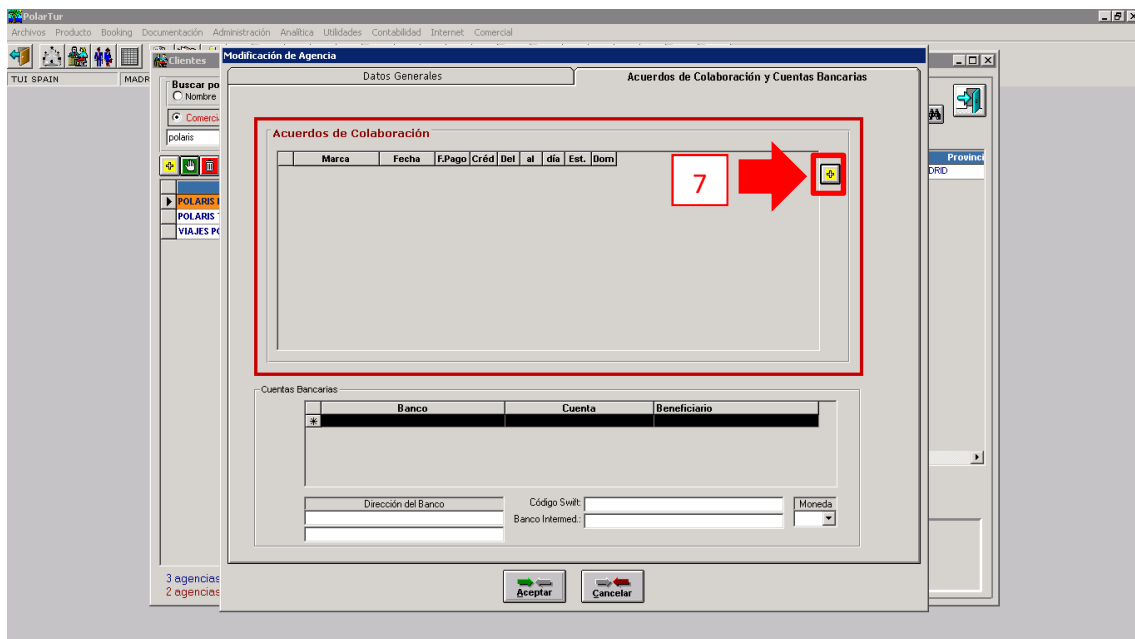 PolarTur
Archivos Producto Booking Documentación Administración Analítica Utilidades Contabilidad Internet Comercial
TUI SPAIN
MADR
Clientes
Modificación de Agencia
Datos Generales
Acuerdos de Colaboración y Cuentas Bancarias
Buscar po
Nombre
Comercia
polaris
POLARIS
POLARIS
VIAJES PO
Provinci
DRID
Acuerdos de Colaboración
Marca Fecha F.Pago Créd Del al día Est. Dom
7
Cuentas Bancarias
Banco Cuenta Beneficiario
Dirección del Banco
Código Swift:
Moneda
Banco Intermed.:
3 agencias
2 agencias
Aceptar
Cancelar